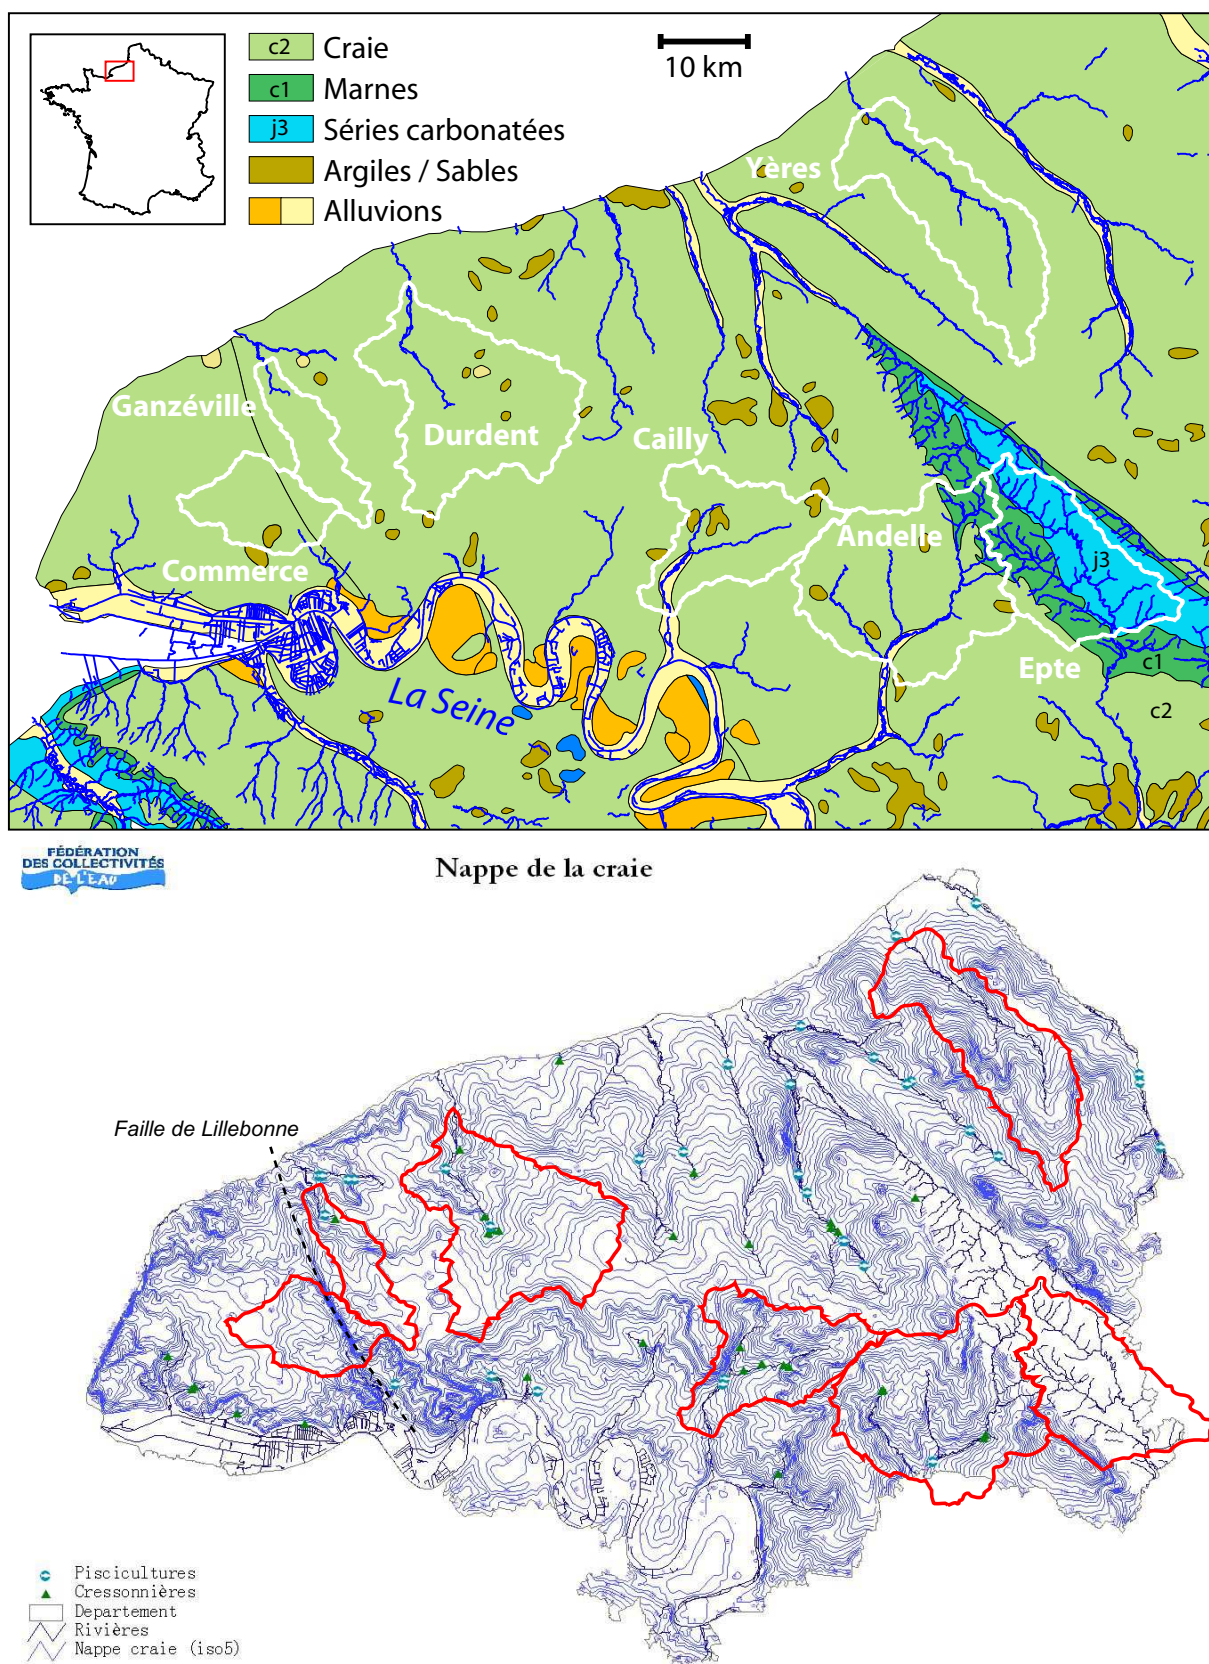 c2 Craie
c1 Marnes
j3 Séries carbonatées
Argiles / Sables
Alluvions
10 km
Yères
Ganzéville
Durdent
Cailly
Andelle
Commerce
j3
Epte
c1
La Seine
c2
FÉDÉRATION
DES COLLECTIVITÉS
DE L'EAU
Nappe de la craie
Faille de Lillebonne
Piscicultures
Cressonnières
Departement
Rivières
Nappe craie (iso5)